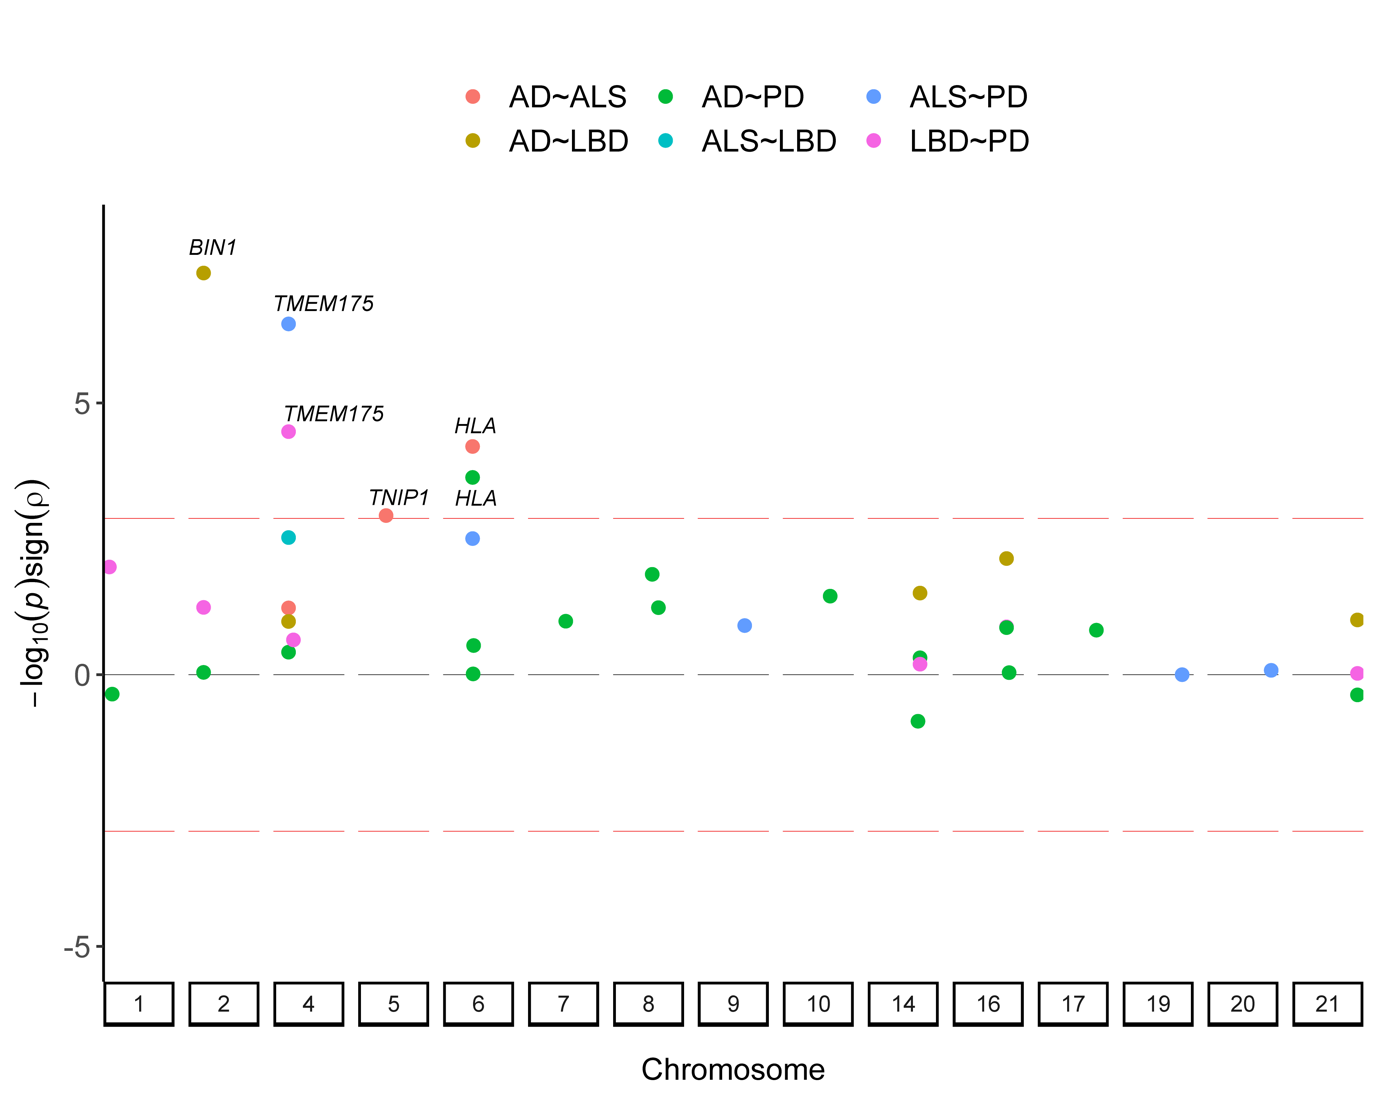 AD~ALS AD~PD ALS~PD
AD~LBD ALS~LBD LBD~PD
BIN1
TMEM175
5
TMEM175
HLA
TNIP1 HLA
−log10(p)sign(ρ)
0
-5
1 2 4 5 6 7 8 9 10 14 16 17 19 20 21
Chromosome